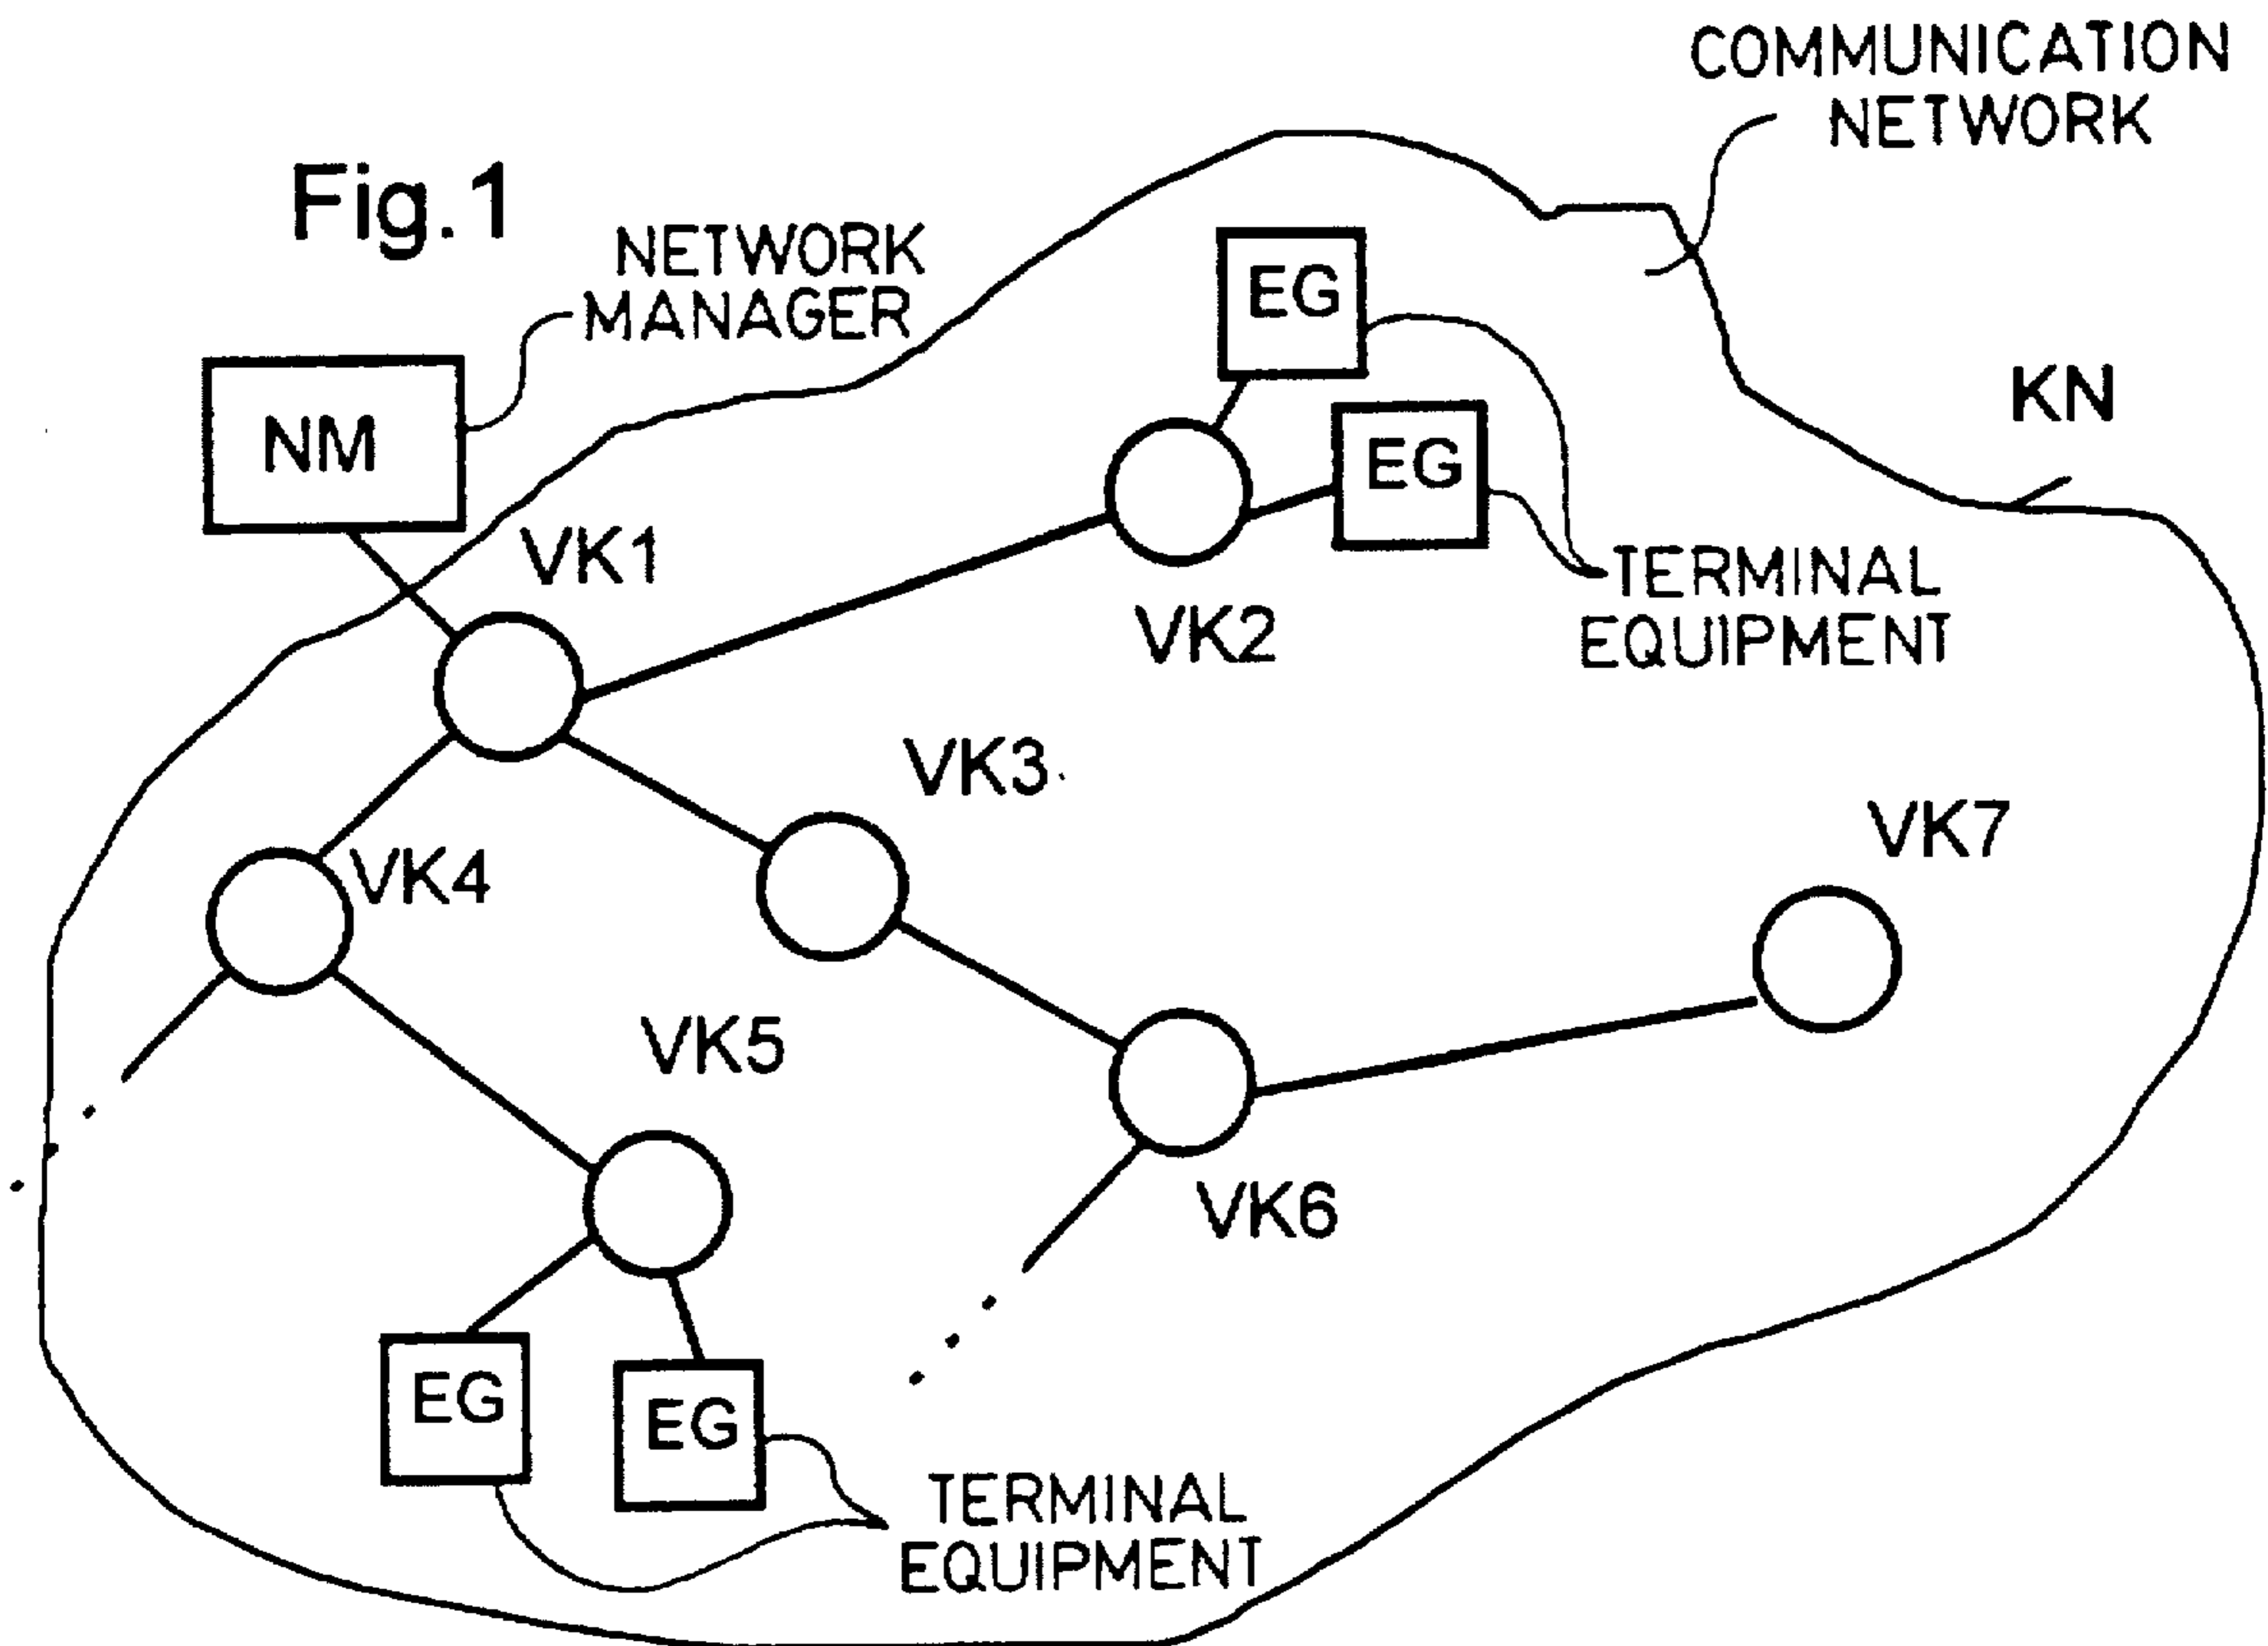 COMMUNICATION
NETWORK
Fig. 1
NETWORK
MANAGER
EG
KN
NM
EG
VK1
TERMINAL
EQUIPMENT
VK2
VK3
VK7
VK4
VK5
VK6
EG
EG
TERMINAL
EQUIPMENT